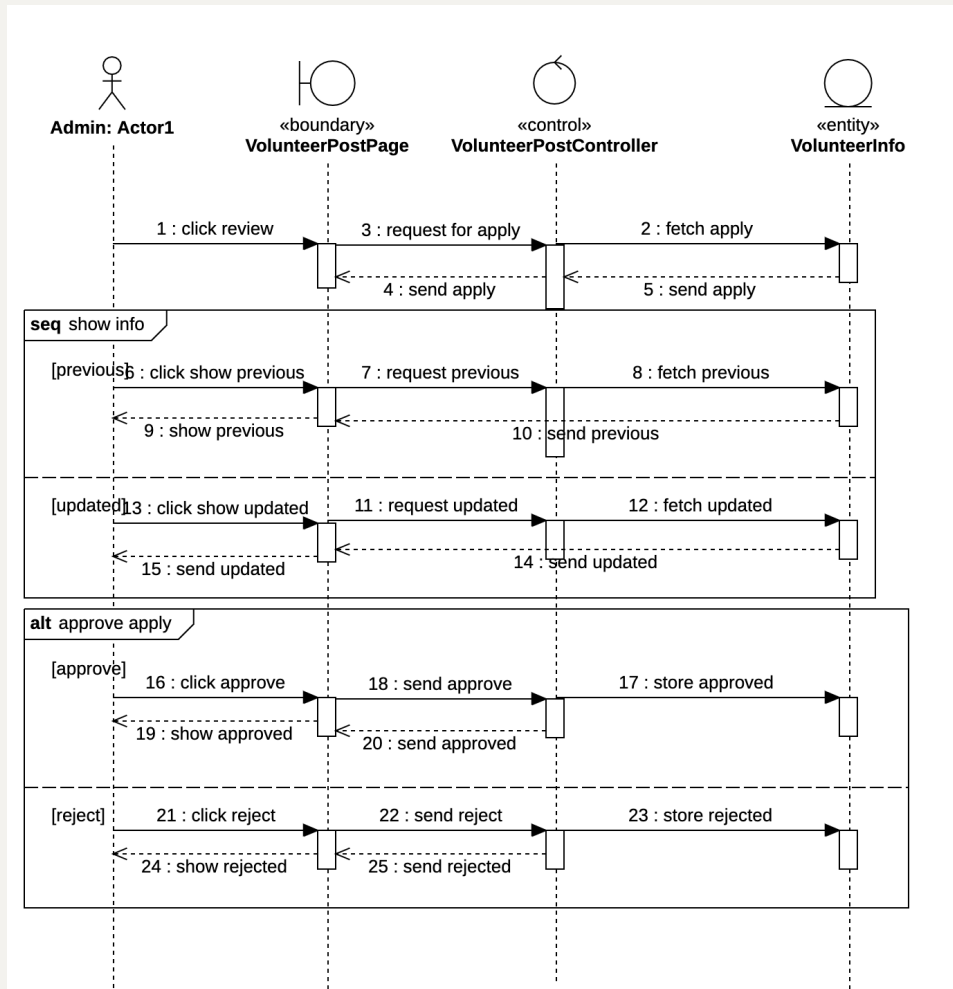 Admin: Actor1
«boundary»
VolunteerPostPage
«control»
VolunteerPostController
«entity»
VolunteerInfo
1 : click review
3 : request for apply
2 : fetch apply
4 : send apply
5 : send apply
seq show info
[previous]
6 : click show previous
7 : request previous
8 : fetch previous
9 : show previous
10 : send previous
[updated]
13 : click show updated
11 : request updated
12 : fetch updated
15 : send updated
14 : send updated
alt approve apply
[approve]
16 : click approve
18 : send approve
17 : store approved
19 : show approved
20 : send approved
[reject]
21 : click reject
22 : send reject
23 : store rejected
24 : show rejected
25 : send rejected